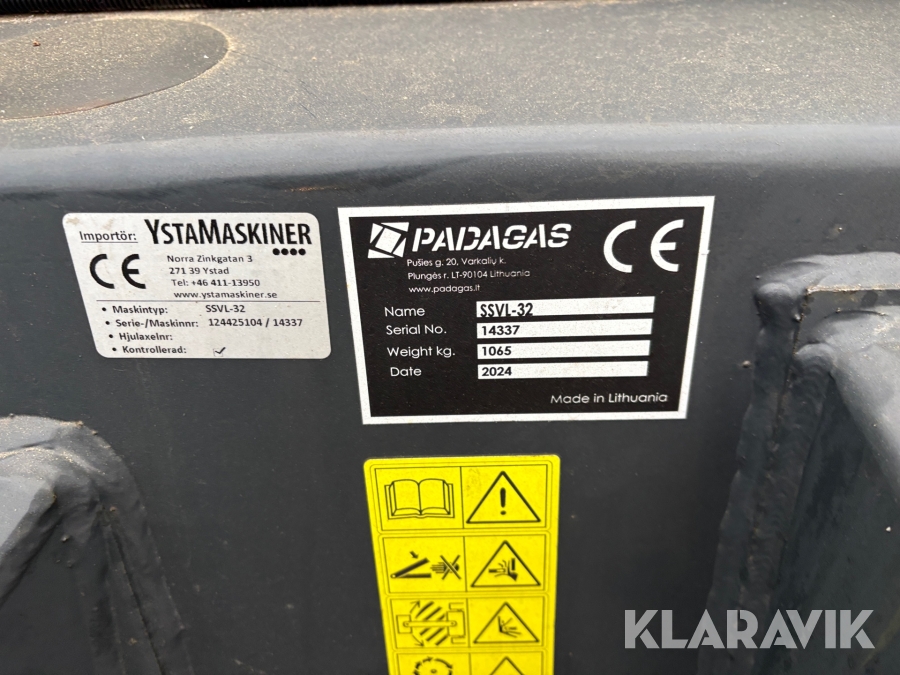 Importör: YSTAMASKINER
CE
Norra Zinkgatan 3
271 39 Ystad
Tel: +46 411-13950
www.ystamaskiner.se
• Maskintyp: SSVL-32
• Serie-/Maskinnr: 124425104 / 14337
• Hjulaxelnr:
• Kontrollerad: ✓
PADAGAS
CE
Pušies g. 20, Varkalių k.
Plungės r. LT-90104 Lithuania
www.padagas.lt
Name SSVL-32
Serial No. 14337
Weight kg. 1065
Date 2024
Made in Lithuania
KLARAVIK